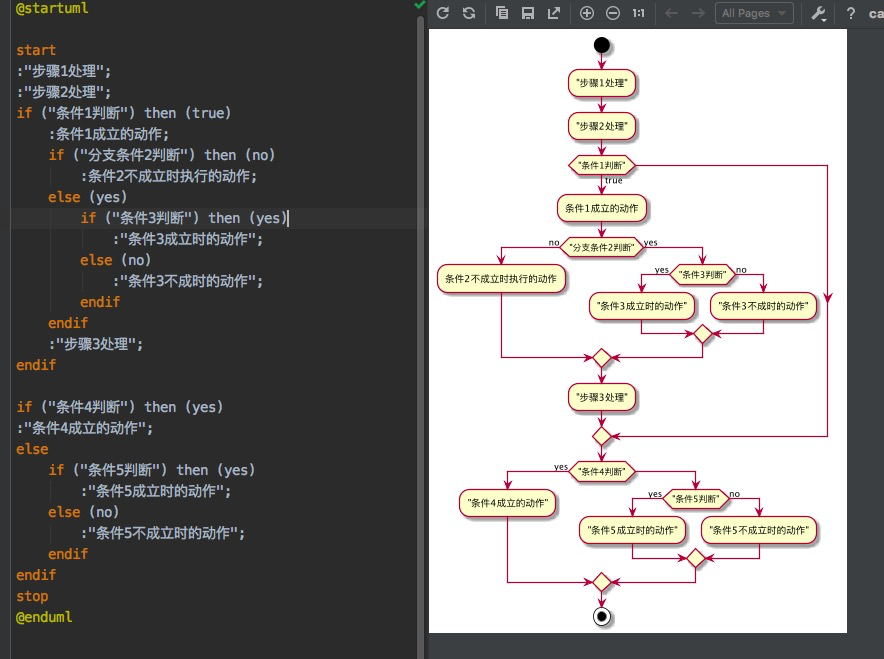 @startuml
start
:"步骤1处理";
:"步骤2处理";
if ("条件1判断") then (true)
:条件1成立的动作;
if ("分支条件2判断") then (no)
:条件2不成立时执行的动作;
else (yes)
if ("条件3判断") then (yes)
:"条件3成立时的动作";
else (no)
:"条件3不成时的动作";
endif
endif
:"步骤3处理";
endif
if ("条件4判断") then (yes)
:"条件4成立的动作";
else
if ("条件5判断") then (yes)
:"条件5成立时的动作";
else (no)
:"条件5不成立时的动作";
endif
endif
stop
@enduml
1:1
All Pages
?
ca
"步骤1处理"
"步骤2处理"
"条件1判断"
true
条件1成立的动作
no
"分支条件2判断"
yes
条件2不成立时执行的动作
yes
"条件3判断"
no
"条件3成立时的动作"
"条件3不成时的动作"
"步骤3处理"
yes
"条件4判断"
"条件4成立的动作"
yes
"条件5判断"
no
"条件5成立时的动作"
"条件5不成立时的动作"